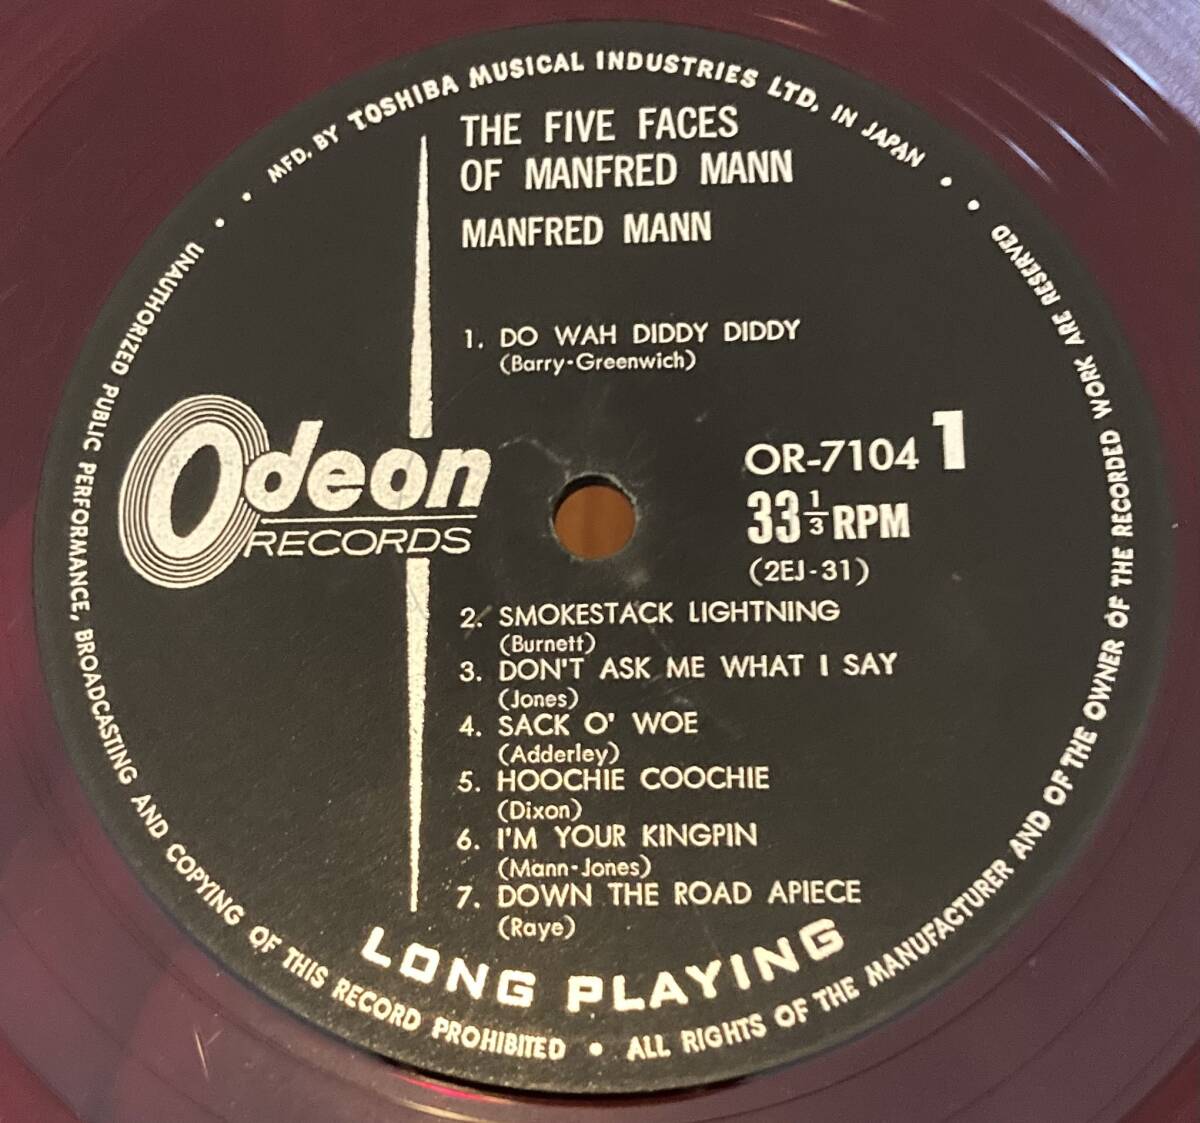 MFD. BY TOSHIBA MUSICAL INDUSTRIES LTD. IN JAPAN
THE FIVE FACES
OF MANFRED MANN
MANFRED MANN
1. DO WAH DIDDY DIDDY
(Barry-Greenwich)
Odeon
RECORDS
OR-7104 1
33 1/3 RPM
(2EJ-31)
2. SMOKESTACK LIGHTNING
(Burnett)
3. DON'T ASK ME WHAT I SAY
(Jones)
4. SACK O' WOE
(Adderley)
5. HOOCHIE COOCHIE
(Dixon)
6. I'M YOUR KINGPIN
(Mann-Jones)
7. DOWN THE ROAD APIECE
(Raye)
LONG PLAYING
UNAUTHORIZED PUBLIC PERFORMANCE, BROADCASTING AND COPYING OF THIS RECORD PROHIBITED • ALL RIGHTS OF THE MANUFACTURER AND OF THE OWNER OF THE RECORDED WORK ARE RESERVED